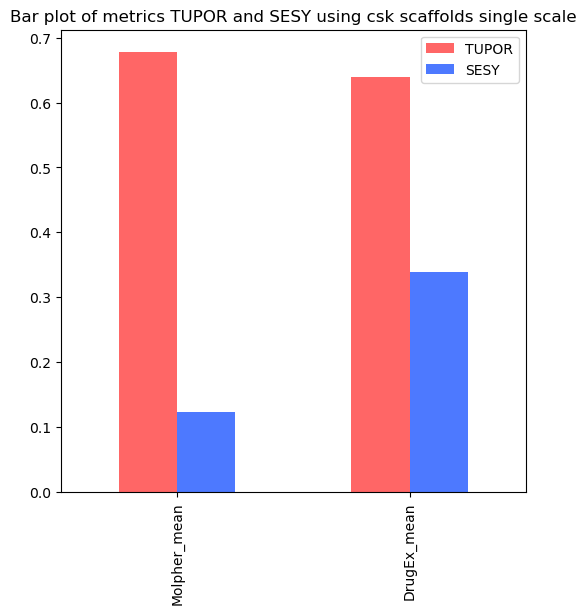 Bar plot of metrics TUPOR and SESY using csk scaffolds single scale
TUPOR
SESY
0.7
0.6
0.5
0.4
0.3
0.2
0.1
0.0
Molpher_mean
DrugEx_mean